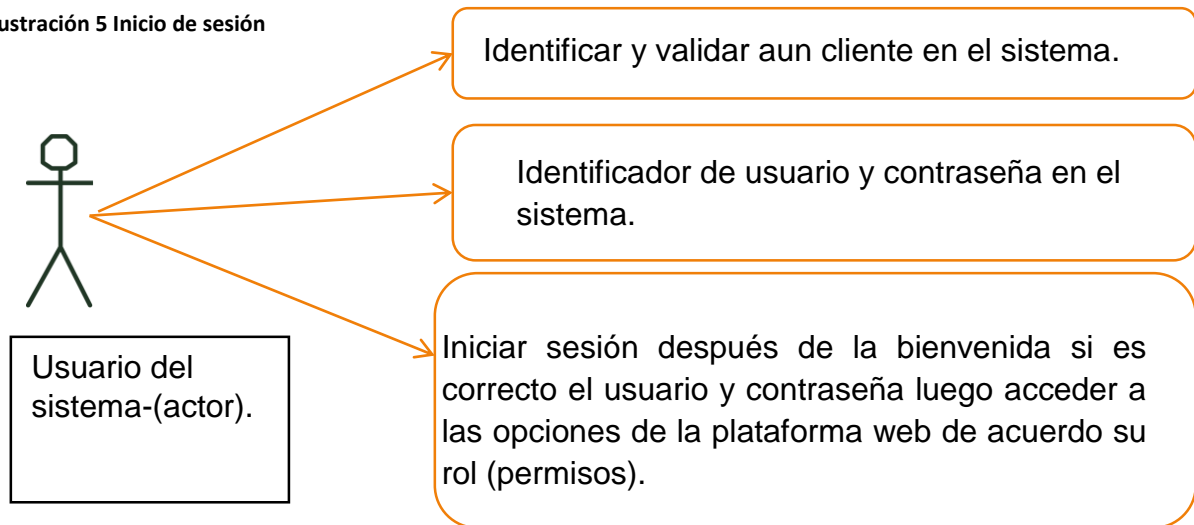 ustración 5 Inicio de sesión
Identificar y validar aun cliente en el sistema.
Identificador de usuario y contraseña en el
sistema.
Iniciar sesión después de la bienvenida si es
correcto el usuario y contraseña luego acceder a
las opciones de la plataforma web de acuerdo su
rol (permisos).
Usuario del
sistema-(actor).